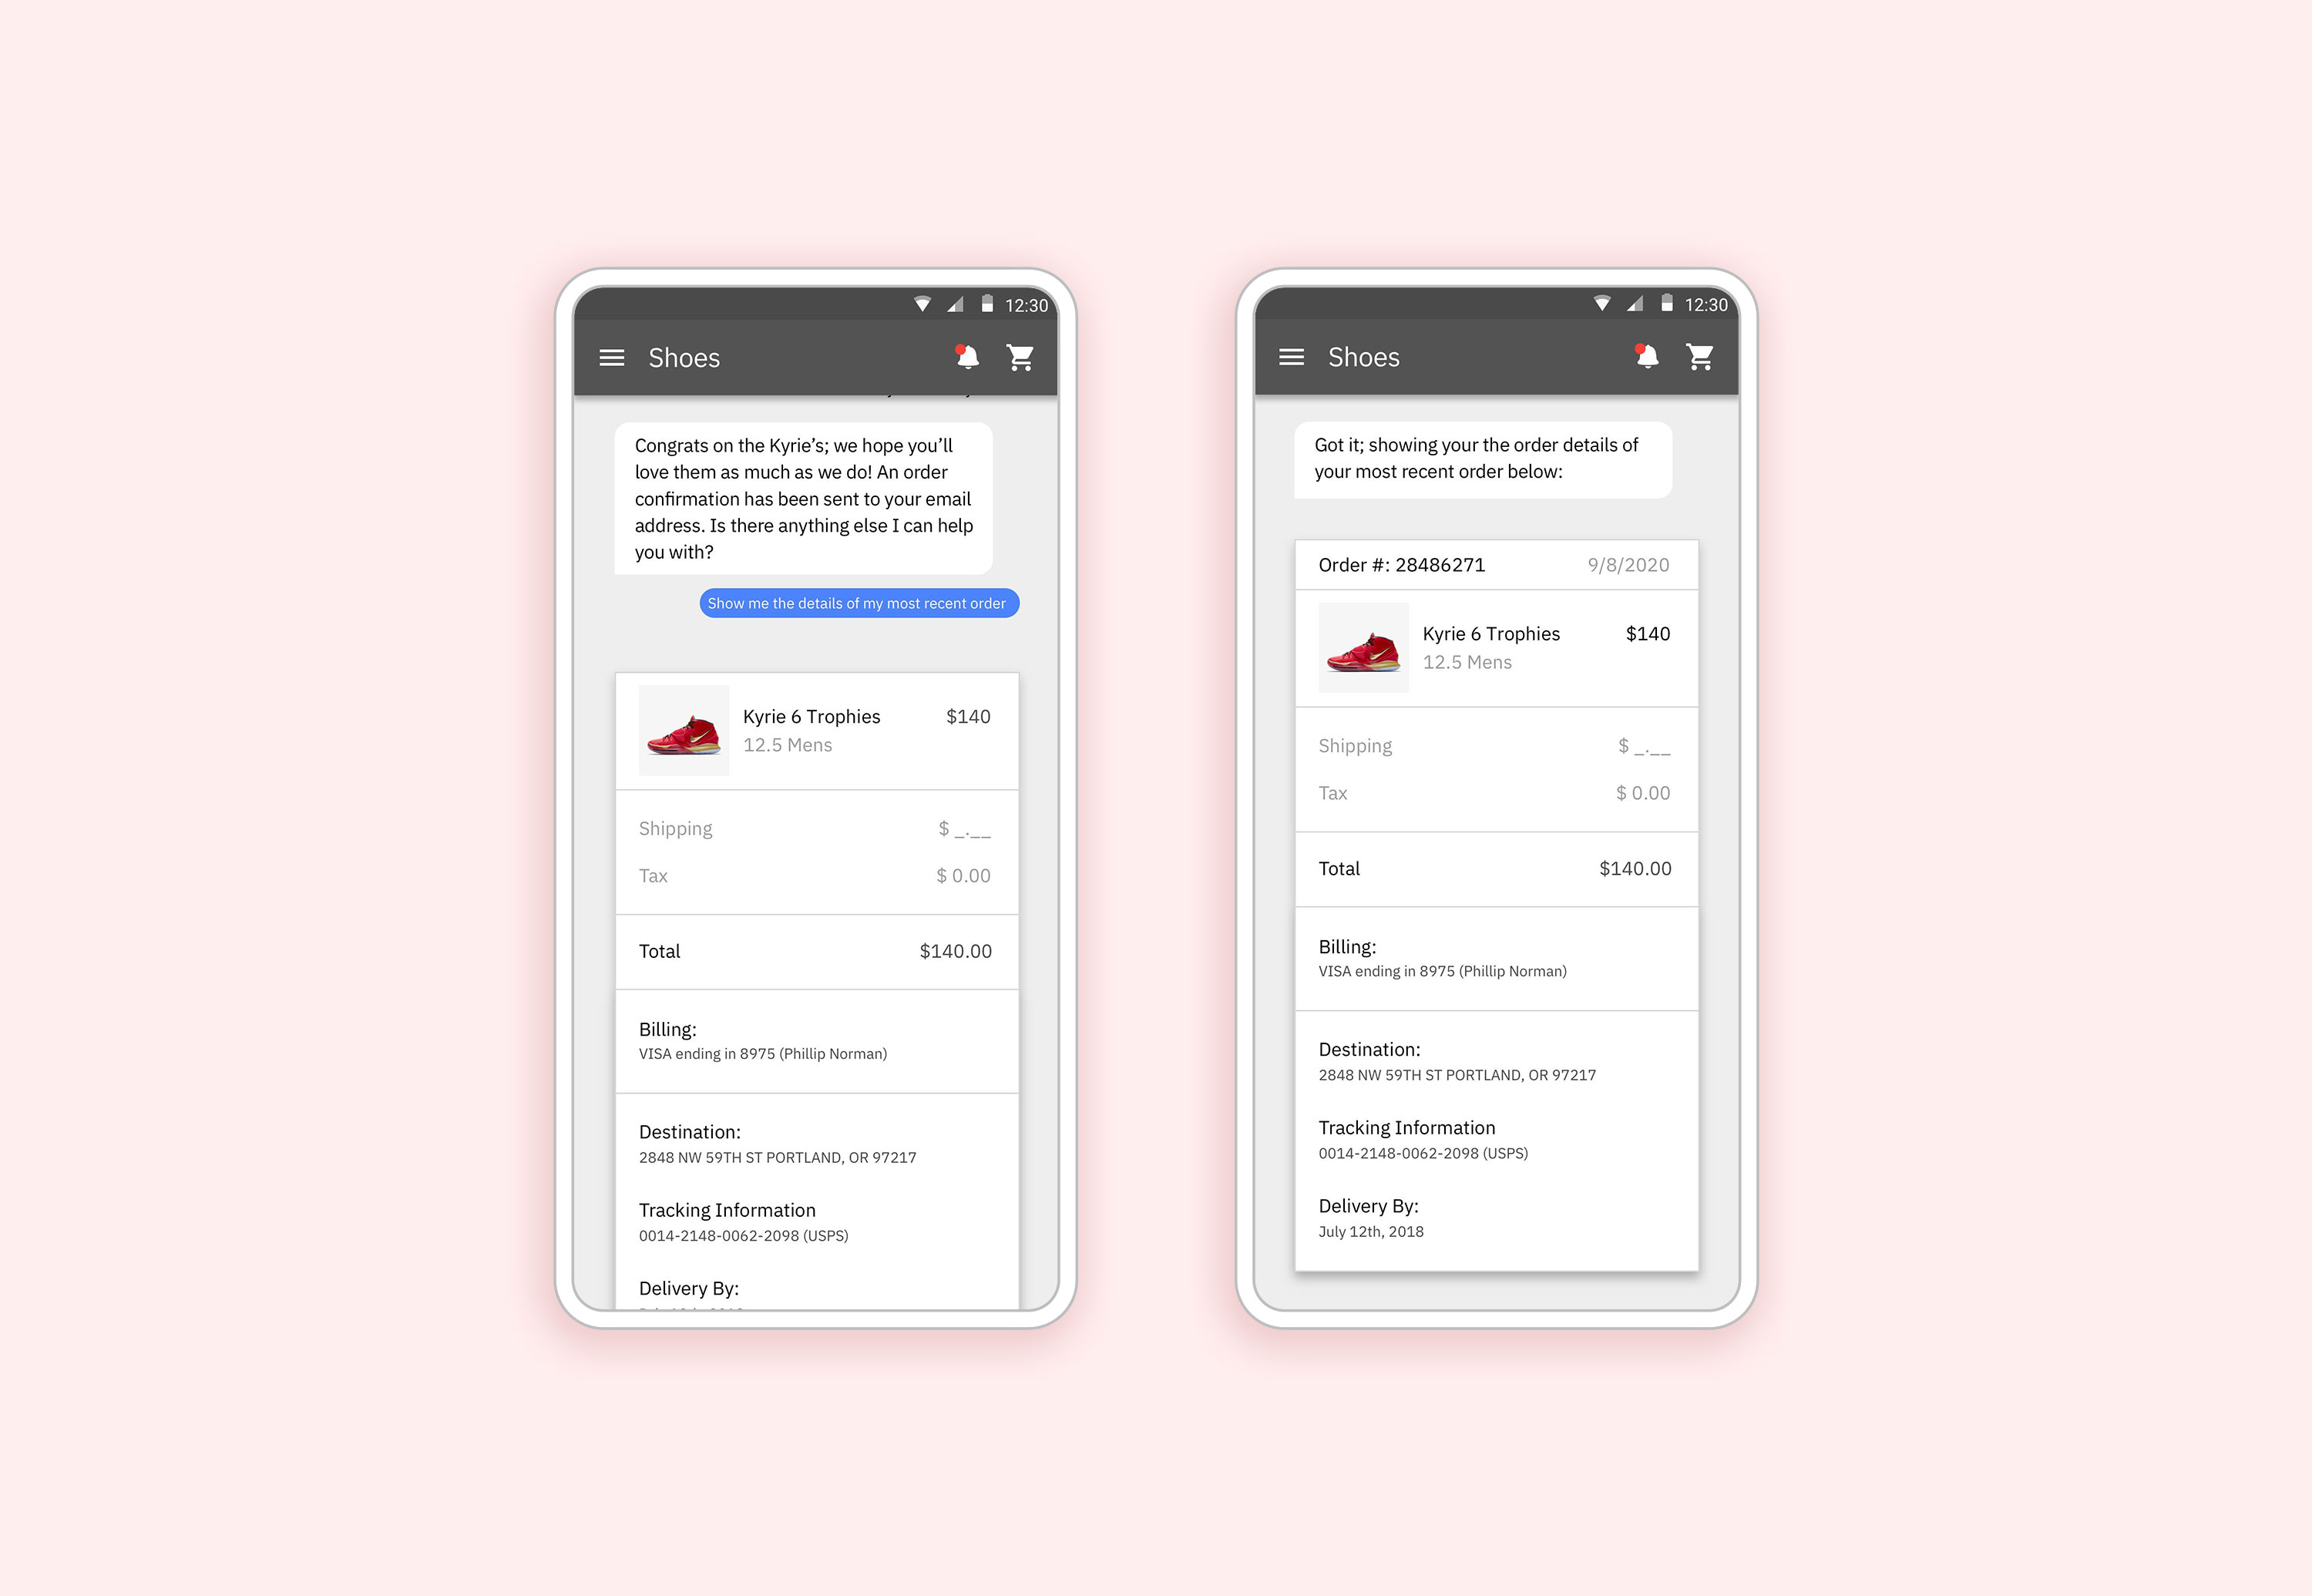 12:30
Shoes
Congrats on the Kyrie’s; we hope you’ll
love them as much as we do! An order
confirmation has been sent to your email
address. Is there anything else I can help
you with?
Show me the details of my most recent order
Kyrie 6 Trophies $140
12.5 Mens
Shipping $ _.__
Tax $ 0.00
Total $140.00
Billing:
VISA ending in 8975 (Phillip Norman)
Destination:
2848 NW 59TH ST PORTLAND, OR 97217
Tracking Information
0014-2148-0062-2098 (USPS)
Delivery By:
12:30
Shoes
Got it; showing your the order details of
your most recent order below:
Order #: 28486271 9/8/2020
Kyrie 6 Trophies $140
12.5 Mens
Shipping $ _.__
Tax $ 0.00
Total $140.00
Billing:
VISA ending in 8975 (Phillip Norman)
Destination:
2848 NW 59TH ST PORTLAND, OR 97217
Tracking Information
0014-2148-0062-2098 (USPS)
Delivery By:
July 12th, 2018